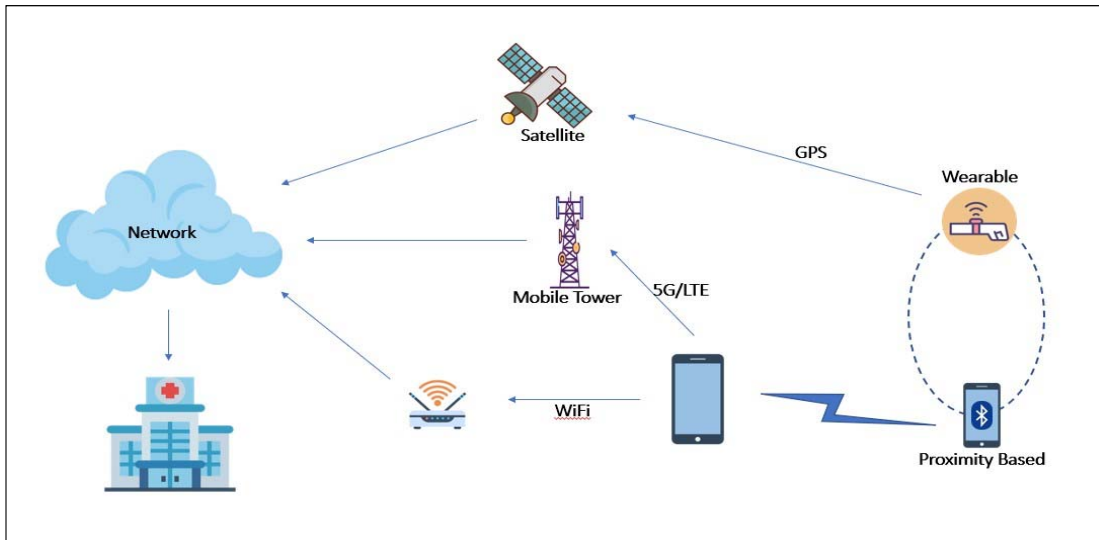 Satellite
GPS
Wearable
Network
Mobile Tower
5G/LTE
WiFi
Proximity Based